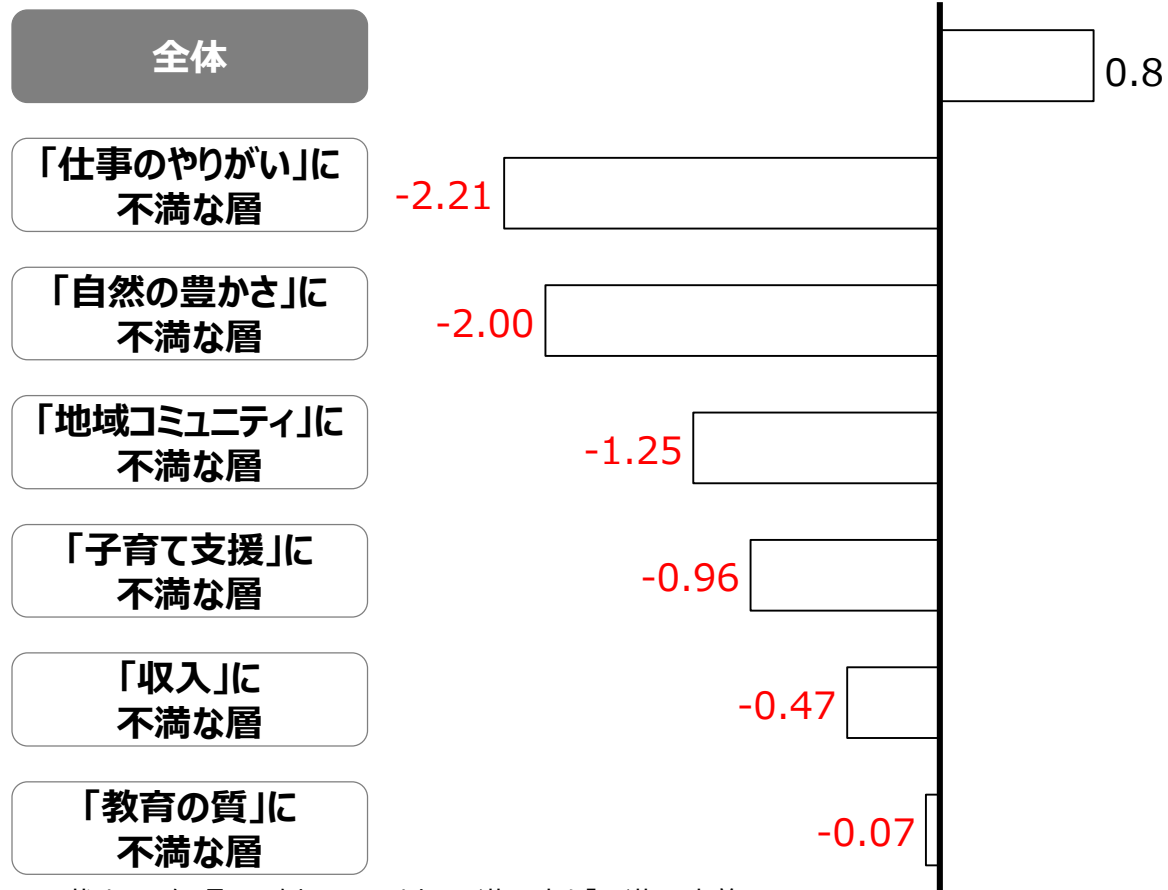 全体
0.8
「仕事のやりがい」に
不満な層
-2.21
「自然の豊かさ」に
不満な層
-2.00
「地域コミュニティ」に
不満な層
-1.25
「子育て支援」に
不満な層
-0.96
「収入」に
不満な層
-0.47
「教育の質」に
不満な層
-0.07